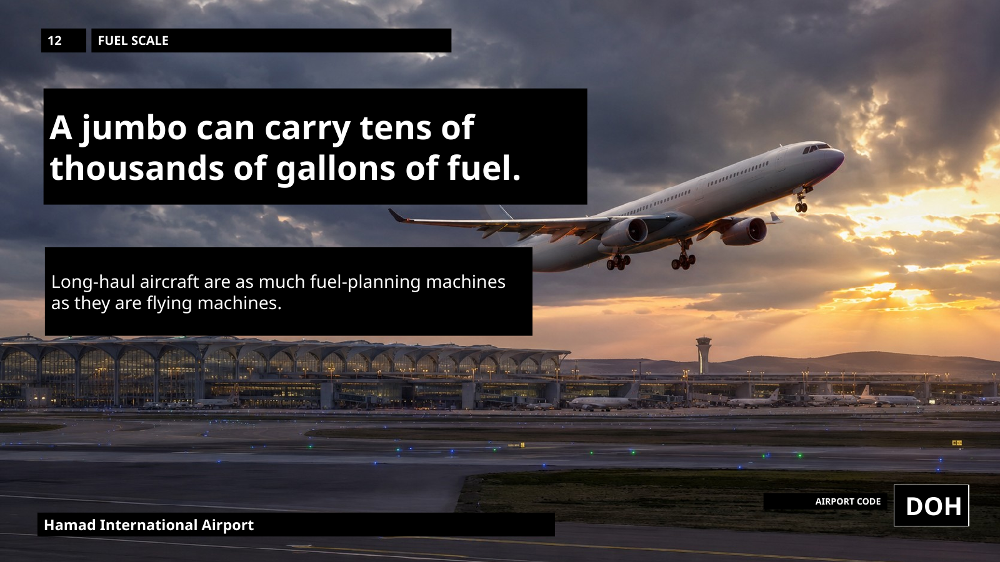 12
FUEL SCALE
A jumbo can carry tens of
thousands of gallons of fuel.
Long-haul aircraft are as much fuel-planning machines
as they are flying machines.
AIRPORT CODE
DOH
Hamad International Airport